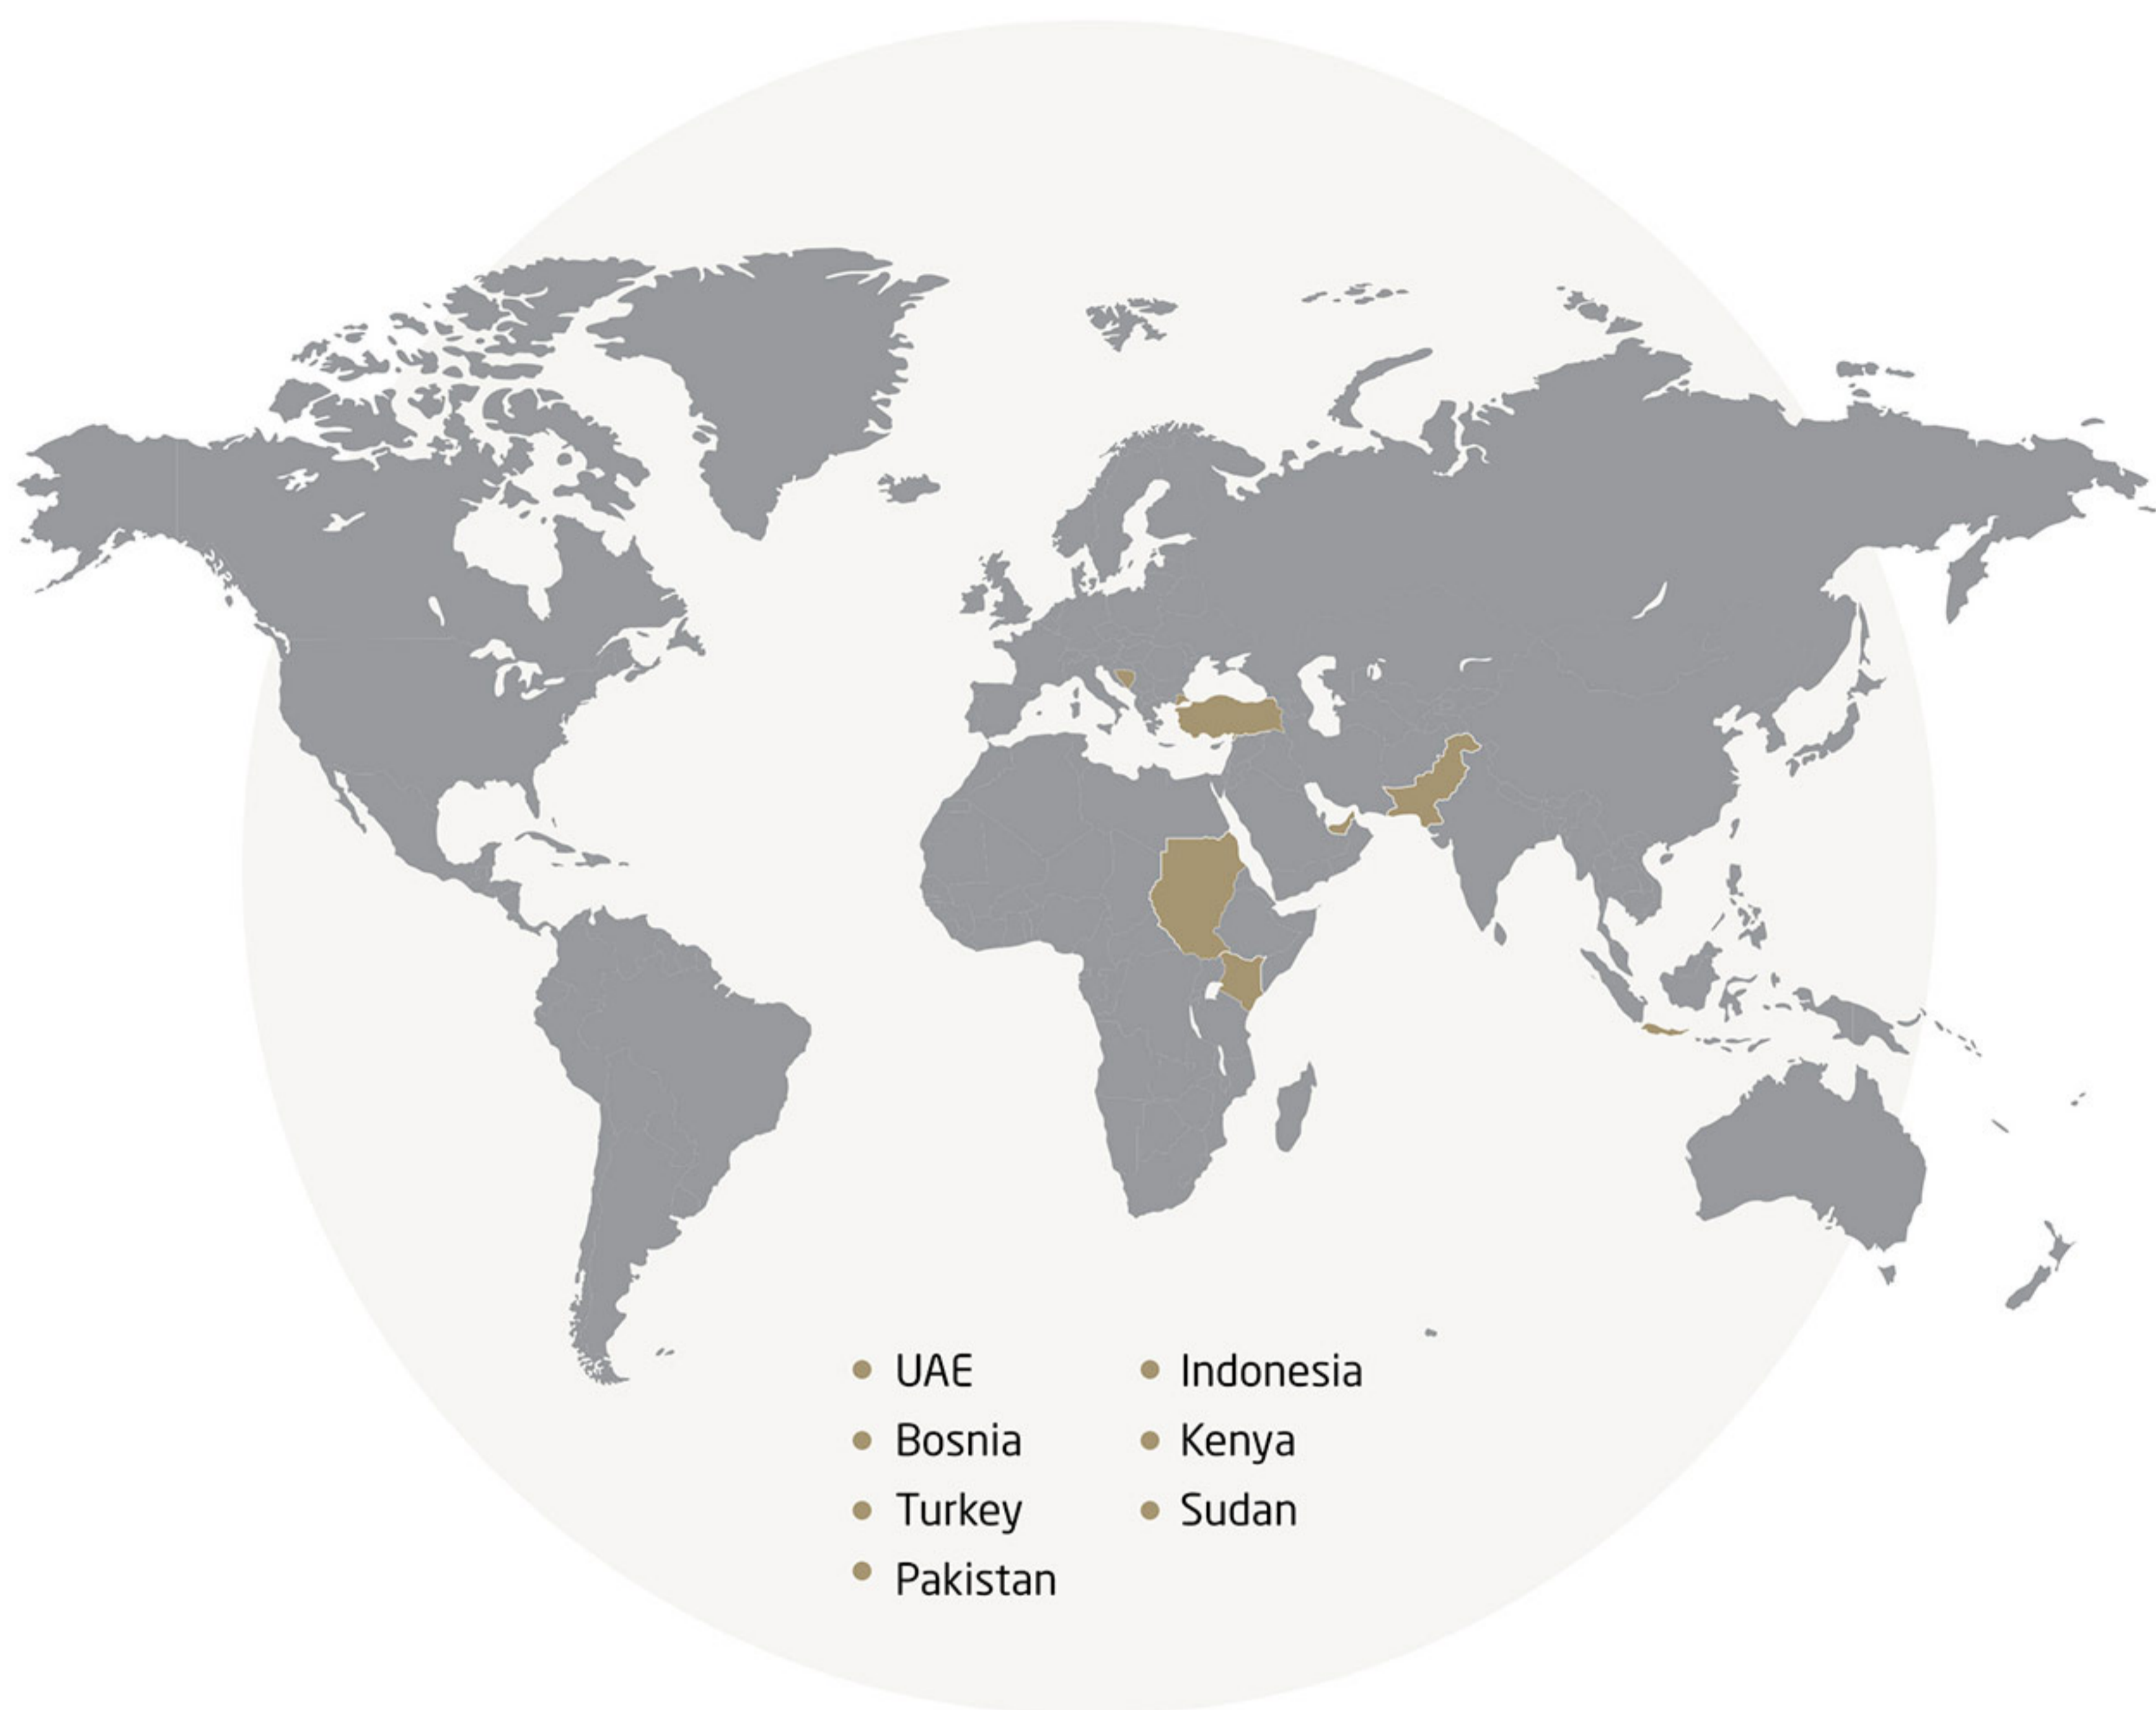 UAE
Bosnia
Turkey
Pakistan
Indonesia
Kenya
Sudan